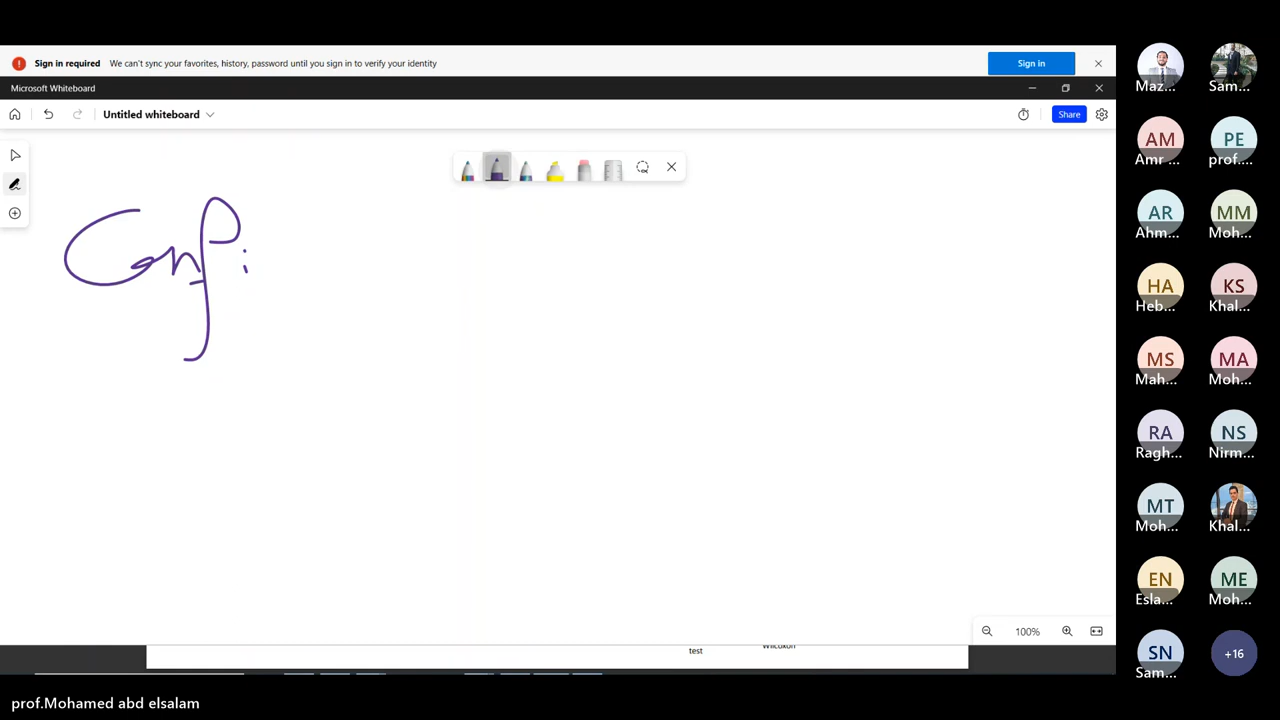 Sign in required We can't sync your favorites, history, password until you sign in to verify your identity Sign in
Microsoft Whiteboard
Untitled whiteboard Share
Confi
100%
test Wilcoxon
Maz... Sam...
AM PE
Amr ... prof....
AR MM
Ahm... Moh...
HA KS
Heb... Khal...
MS MA
Mah... Moh...
RA NS
Ragh... Nirm...
MT
Moh... Khal...
EN ME
Esla... Moh...
SN +16
Sam...
prof.Mohamed abd elsalam